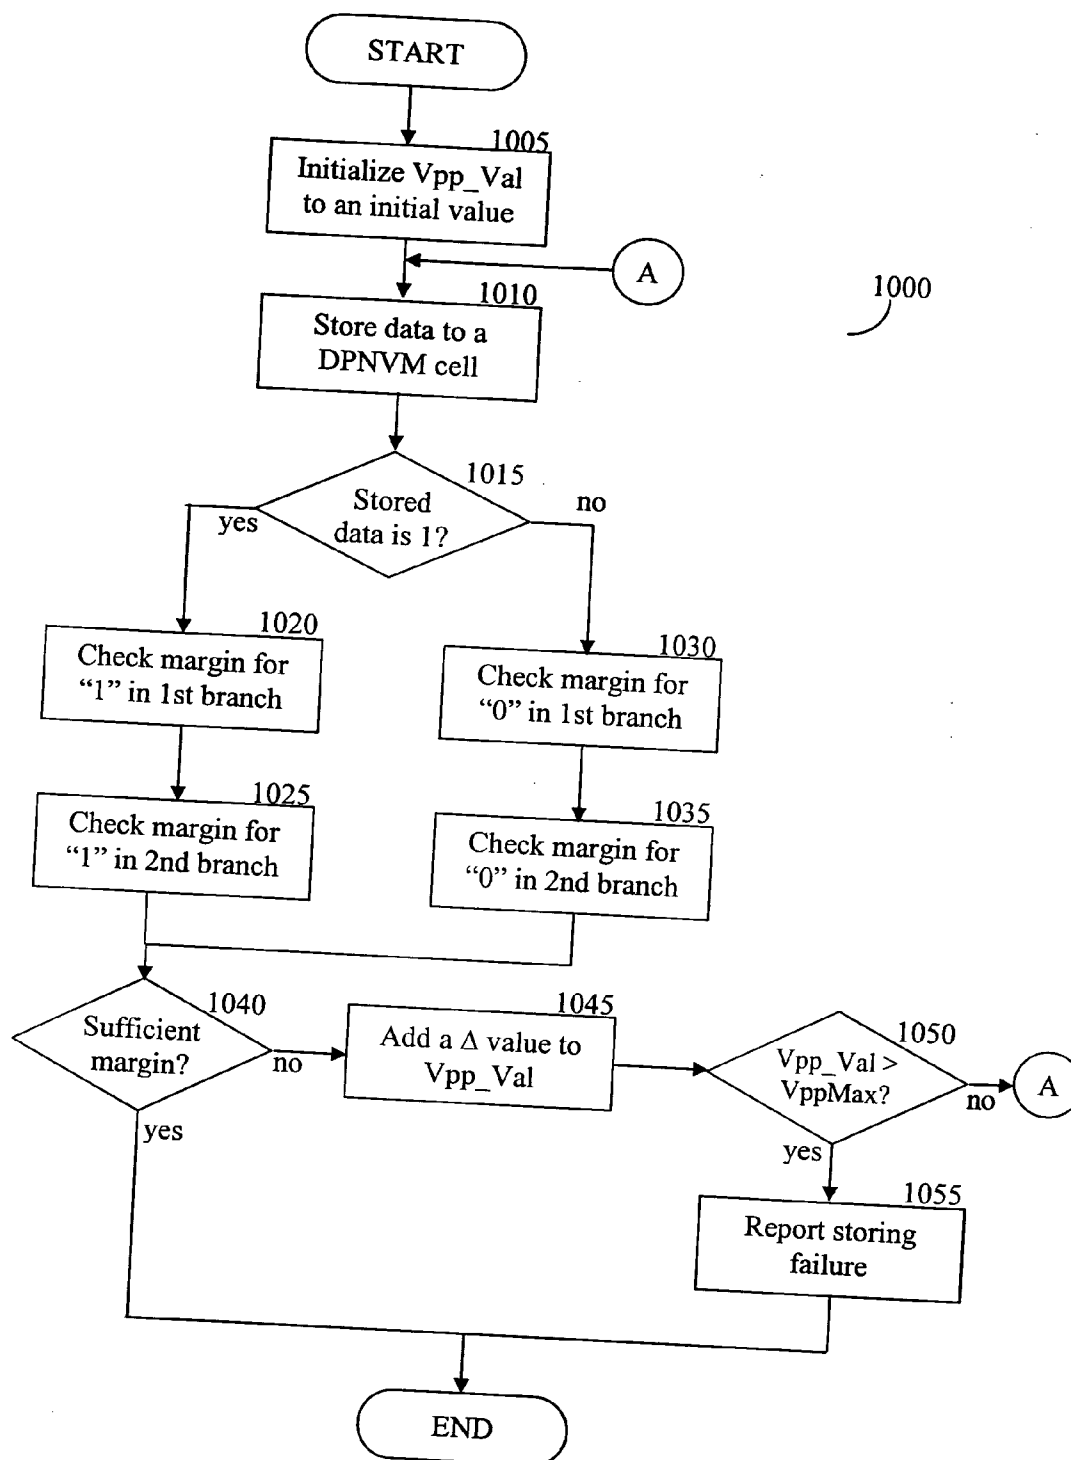 START
1005
Initialize Vpp_Val
to an initial value
A
1000
1010
Store data to a
DPNVM cell
1015
Stored
data is 1?
yes
no
1020
Check margin for
“1” in 1st branch
1030
Check margin for
“0” in 1st branch
1025
Check margin for
“1” in 2nd branch
1035
Check margin for
“0” in 2nd branch
1040
Sufficient
margin?
no
yes
1045
Add a Δ value to
Vpp_Val
1050
Vpp_Val >
VppMax?
no
A
yes
1055
Report storing
failure
END